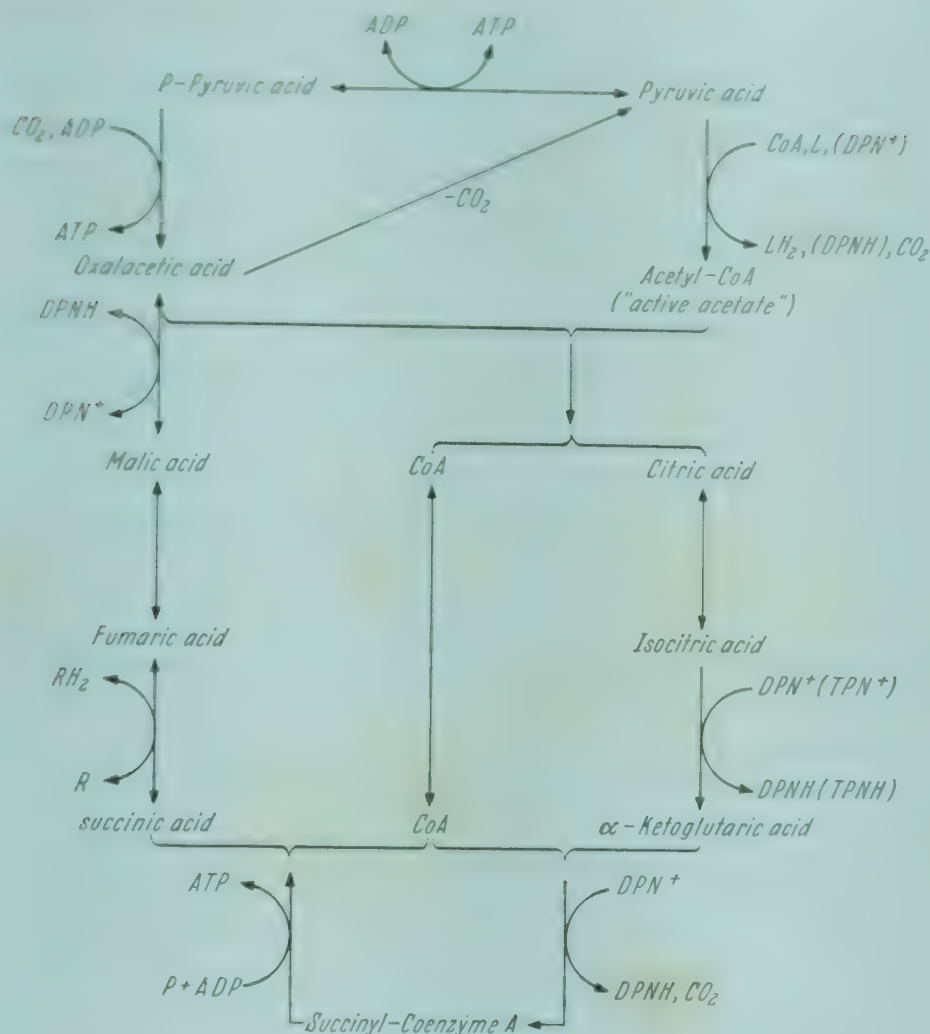 ADP ATP
P-Pyruvic acid Pyruvic acid
CO₂, ADP CoA, L, (DPN⁺)
-CO₂
ATP LH₂, (DPNH), CO₂
Oxalacetic acid Acetyl-CoA
("active acetate")
DPNH
DPN⁺
Malic acid CoA Citric acid
Fumaric acid Isocitric acid
RH₂ DPN⁺(TPN⁺)
R DPNH(TPNH)
succinic acid CoA α-Ketoglutaric acid
ATP DPN⁺
P+ADP DPNH, CO₂
Succinyl-Coenzyme A